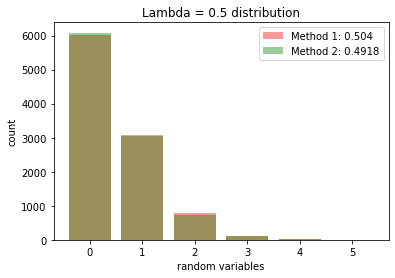 Lambda = 0.5 distribution
Method 1: 0.504
Method 2: 0.4918
6000
5000
4000
3000
2000
1000
0
count
0 1 2 3 4 5
random variables